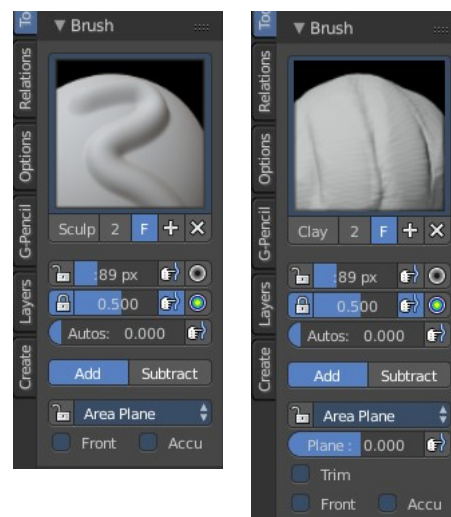 Brush
Sculp 2 F
:89 px
0.500
Autos: 0.000
Add Subtract
Area Plane
Front Accu
Relations
Options
G-Pencil
Layers
Create
Brush
Clay 2 F
:89 px
0.500
Autos: 0.000
Add Subtract
Area Plane
Plane : 0.000
Trim
Front Accu
Relations
Options
G-Pencil
Layers
Create